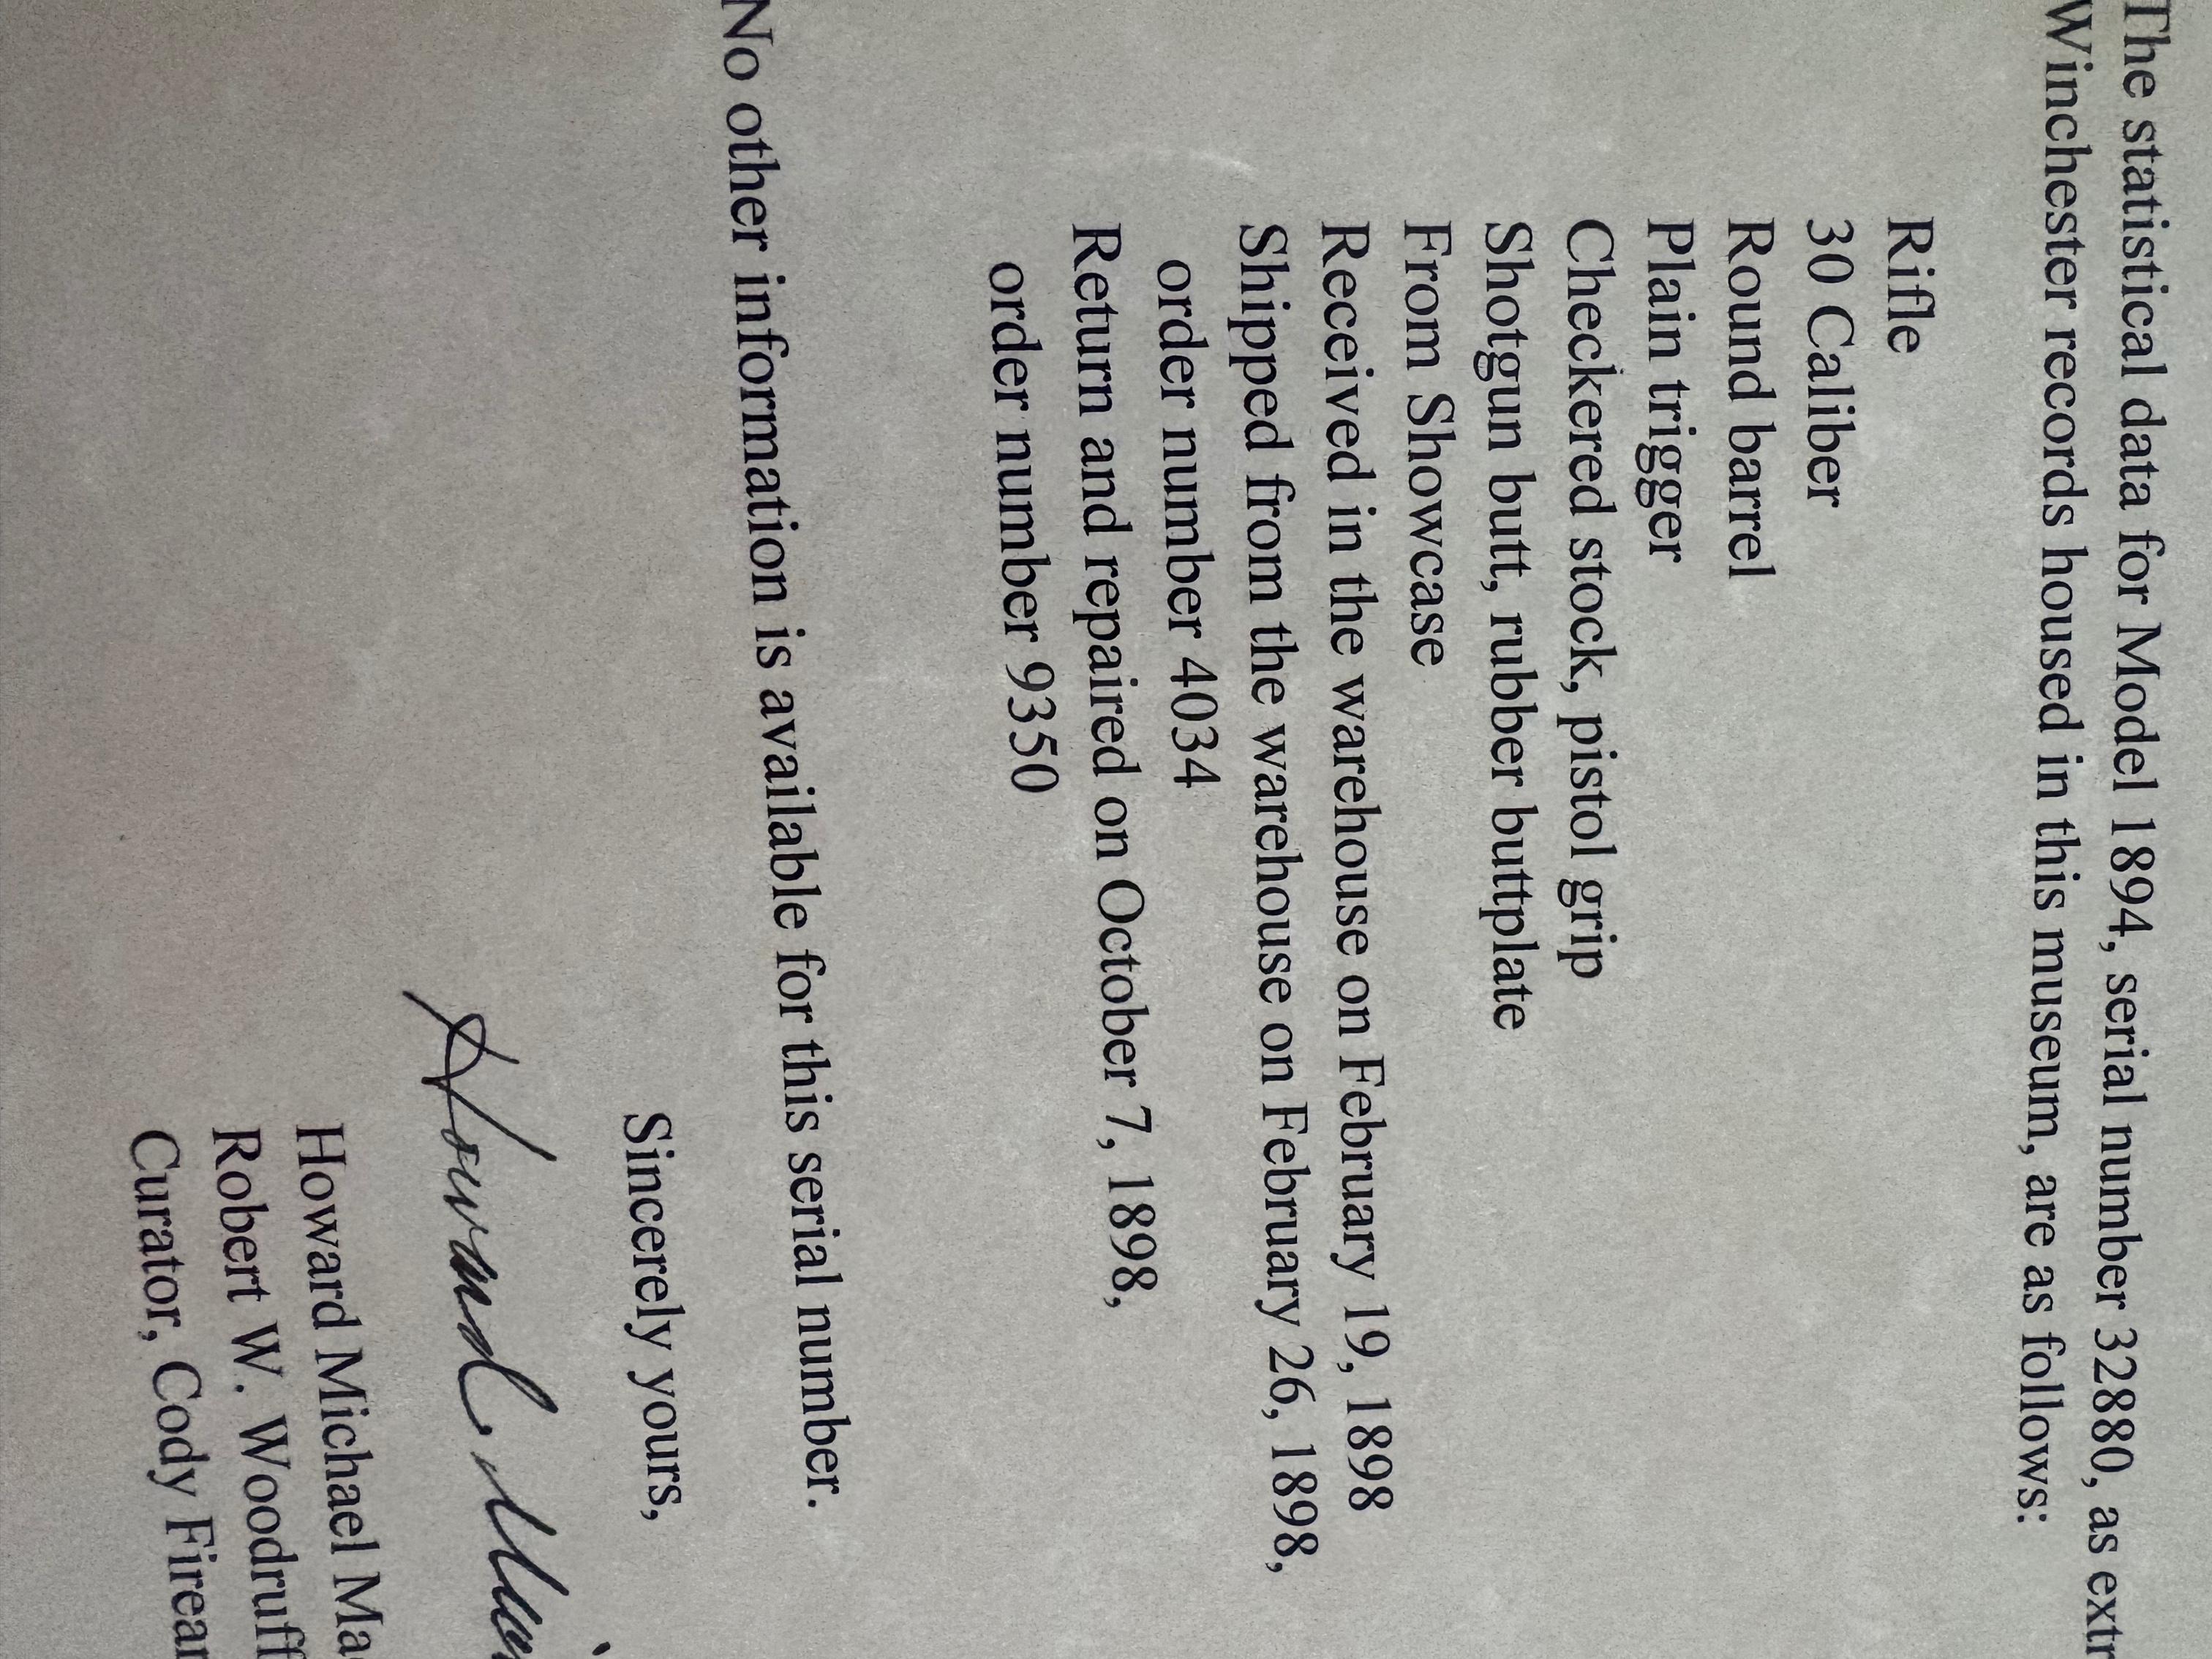 The statistical data for Model 1894, serial number 32880, as extr
Winchester records housed in this museum, are as follows:
Rifle
30 Caliber
Round barrel
Plain trigger
Checkered stock, pistol grip
Shotgun butt, rubber buttplate
From Showcase
Received in the warehouse on February 19, 1898
Shipped from the warehouse on February 26, 1898,
order number 4034
Return and repaired on October 7, 1898,
order number 9350
No other information is available for this serial number.
Sincerely yours,
Howard
Howard Michael Ma
Robert W. Woodruff
Curator, Cody Firear